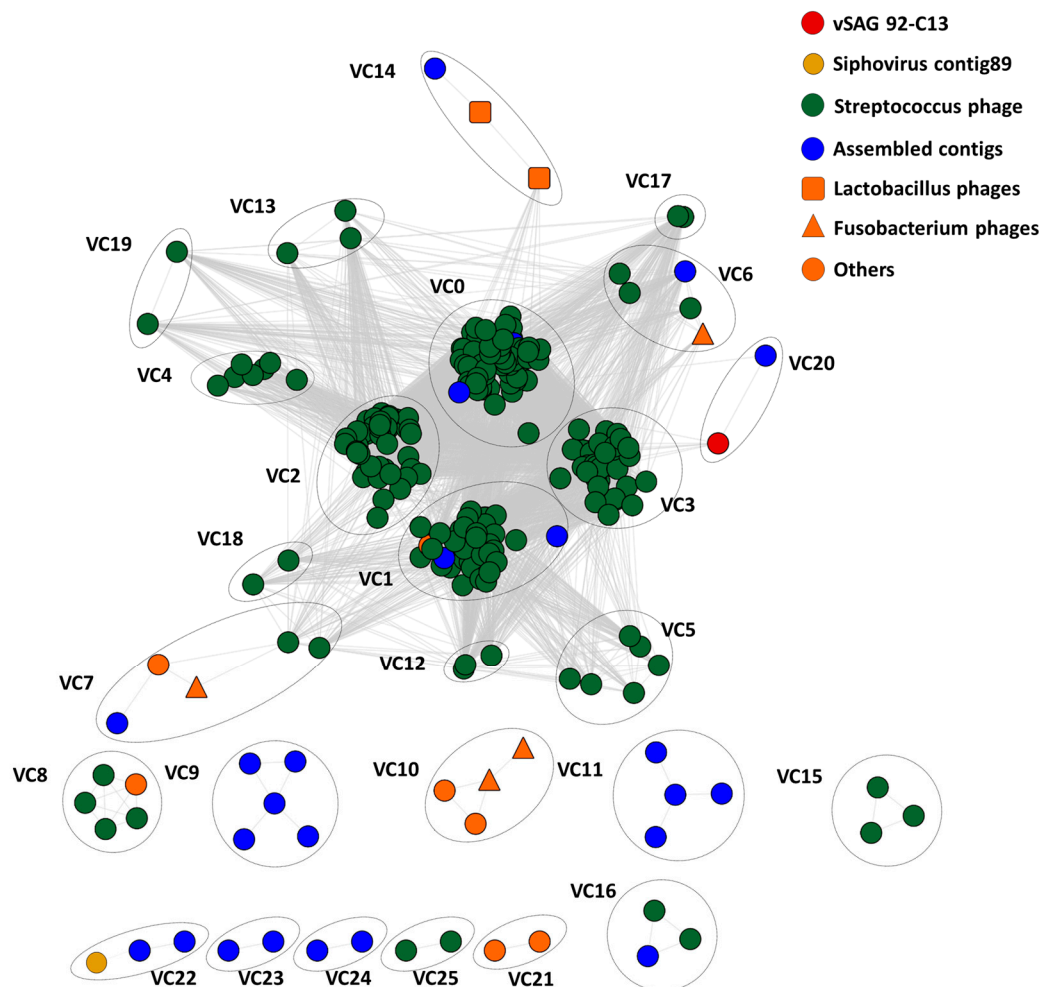 vSAG 92-C13
Siphovirus contig89
Streptococcus phage
Assembled contigs
Lactobacillus phages
Fusobacterium phages
Others
VC14
VC17
VC13
VC19
VC6
VC0
VC20
VC4
VC2
VC3
VC18
VC1
VC5
VC12
VC7
VC8
VC9
VC10
VC11
VC15
VC16
VC22
VC23
VC24
VC25
VC21